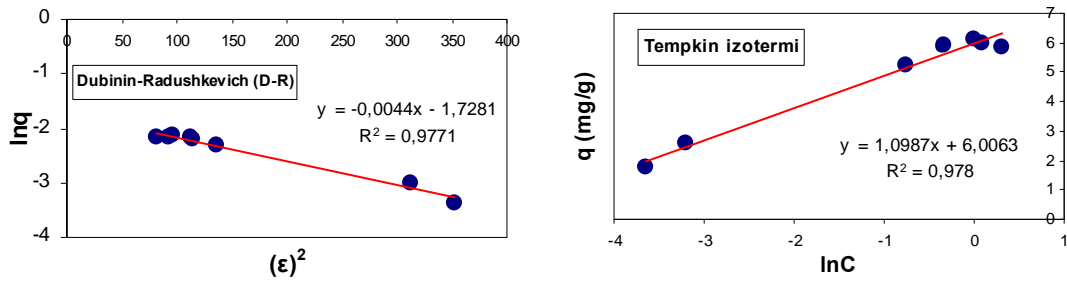 0 50 100 150 200 250 300 350 400
-1
-2
-3
-4
lnq
Dubinin-Radushkevich (D-R)
y = -0,0044x - 1,7281
R² = 0,9771
(ε)²
7
6
5
4
3
2
1
0
q (mg/g)
Tempkin izotermi
y = 1,0987x + 6,0063
R² = 0,978
-4 -3 -2 -1 0 1
lnC